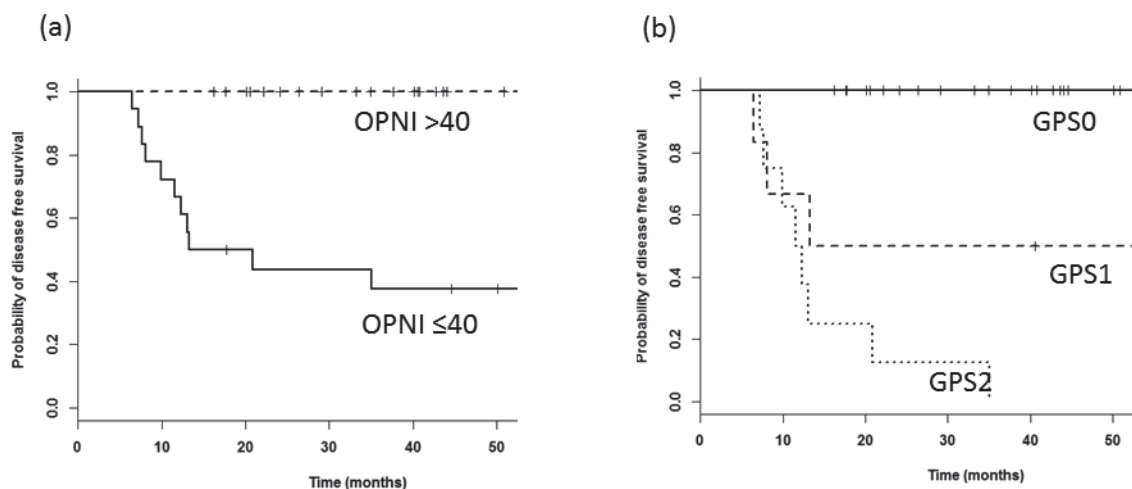 (a)
Probability of disease free survival
1.0
0.8
0.6
0.4
0.2
0.0
OPNI >40
OPNI ≤40
0 10 20 30 40 50
Time (months)
(b)
Probability of disease free survival
1.0
0.8
0.6
0.4
0.2
0.0
GPS0
GPS1
GPS2
0 10 20 30 40 50
Time (months)